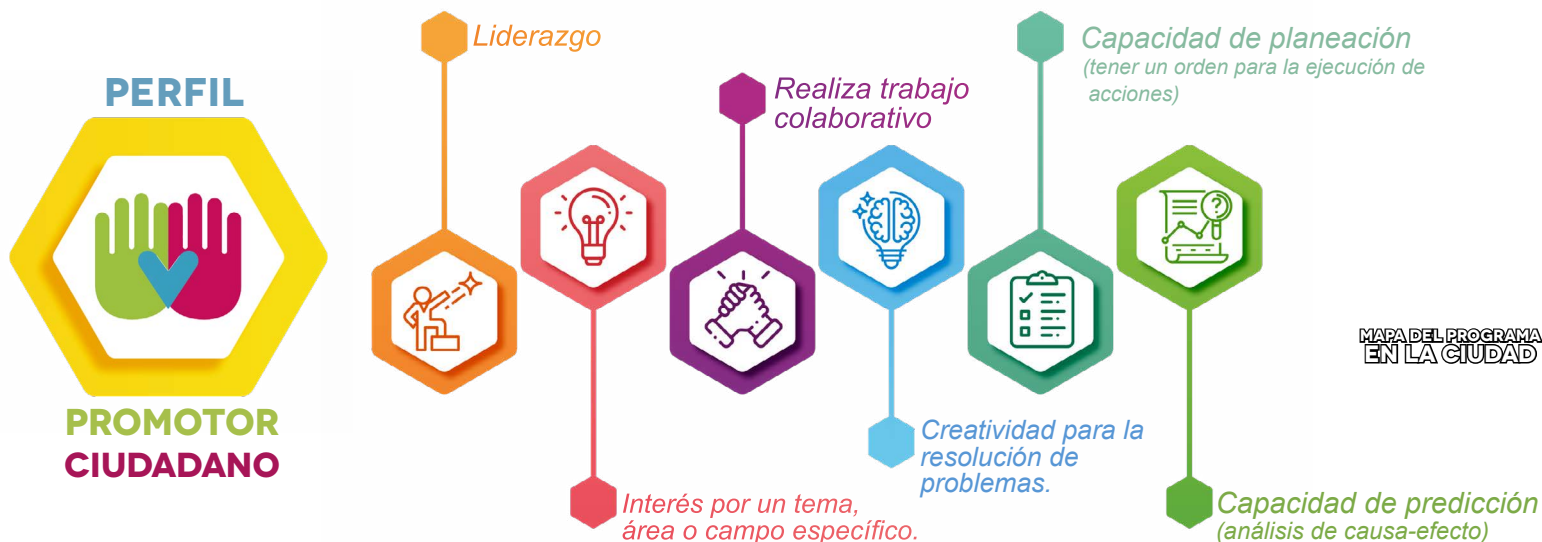 PERFIL
PROMOTOR
CIUDADANO
Liderazgo
Interés por un tema,
área o campo específico.
Realiza trabajo
colaborativo
Creatividad para la
resolución de
problemas.
Capacidad de planeación
(tener un orden para la ejecución de
acciones)
Capacidad de predicción
(análisis de causa-efecto)
MAPA DEL PROGRAMA
EN LA CIUDAD